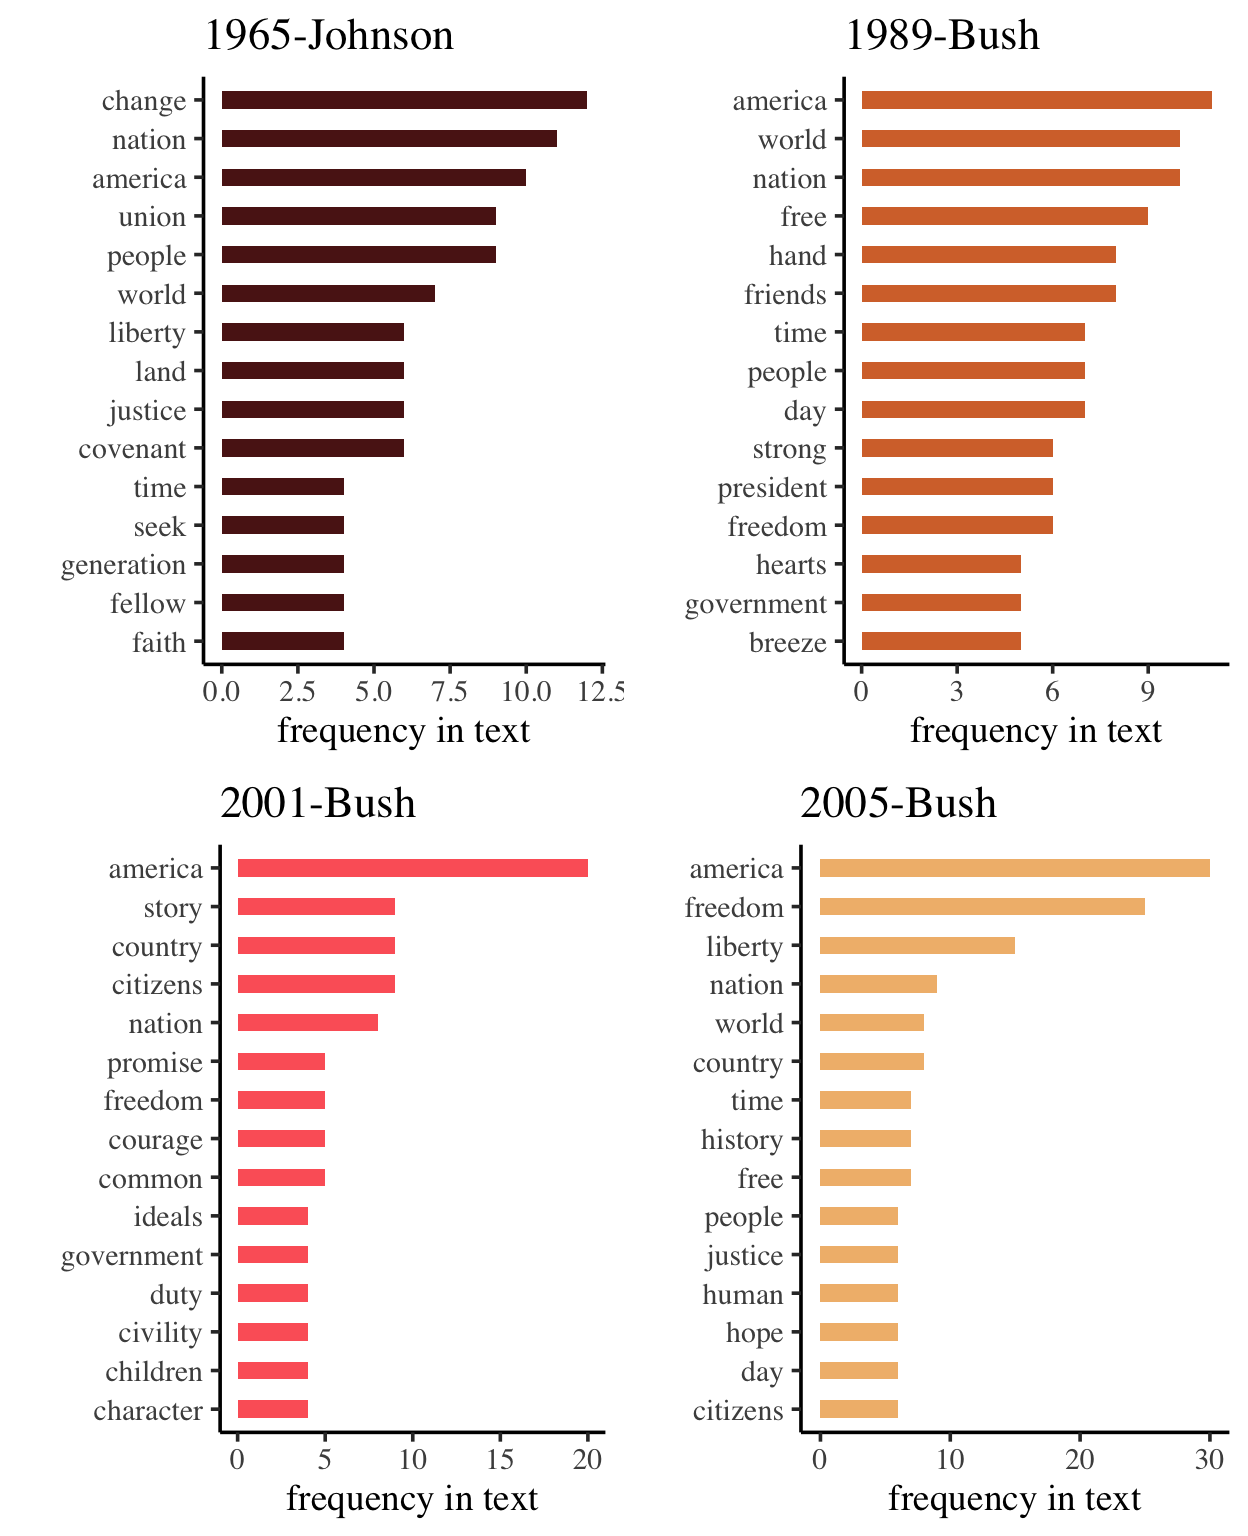 1965-Johnson
change
nation
america
union
people
world
liberty
land
justice
covenant
time
seek
generation
fellow
faith
0.0 2.5 5.0 7.5 10.0 12.5
frequency in text
1989-Bush
america
world
nation
free
hand
friends
time
people
day
strong
president
freedom
hearts
government
breeze
0 3 6 9
frequency in text
2001-Bush
america
story
country
citizens
nation
promise
freedom
courage
common
ideals
government
duty
civility
children
character
0 5 10 15 20
frequency in text
2005-Bush
america
freedom
liberty
nation
world
country
time
history
free
people
justice
human
hope
day
citizens
0 10 20 30
frequency in text